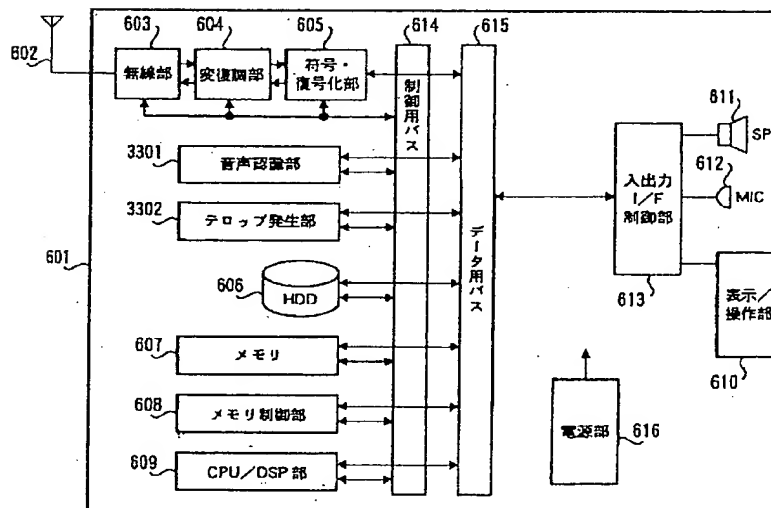 603
604
605
614
615
602
無線部
変復調部
符号・
復号化部
制御用バス
データ用バス
611
SP
612
MIC
入出力
I/F
制御部
613
表示/
操作部
610
3301
音声認識部
3302
テロップ発生部
601
606
HDD
607
メモリ
608
メモリ制御部
609
CPU/DSP部
電源部
616